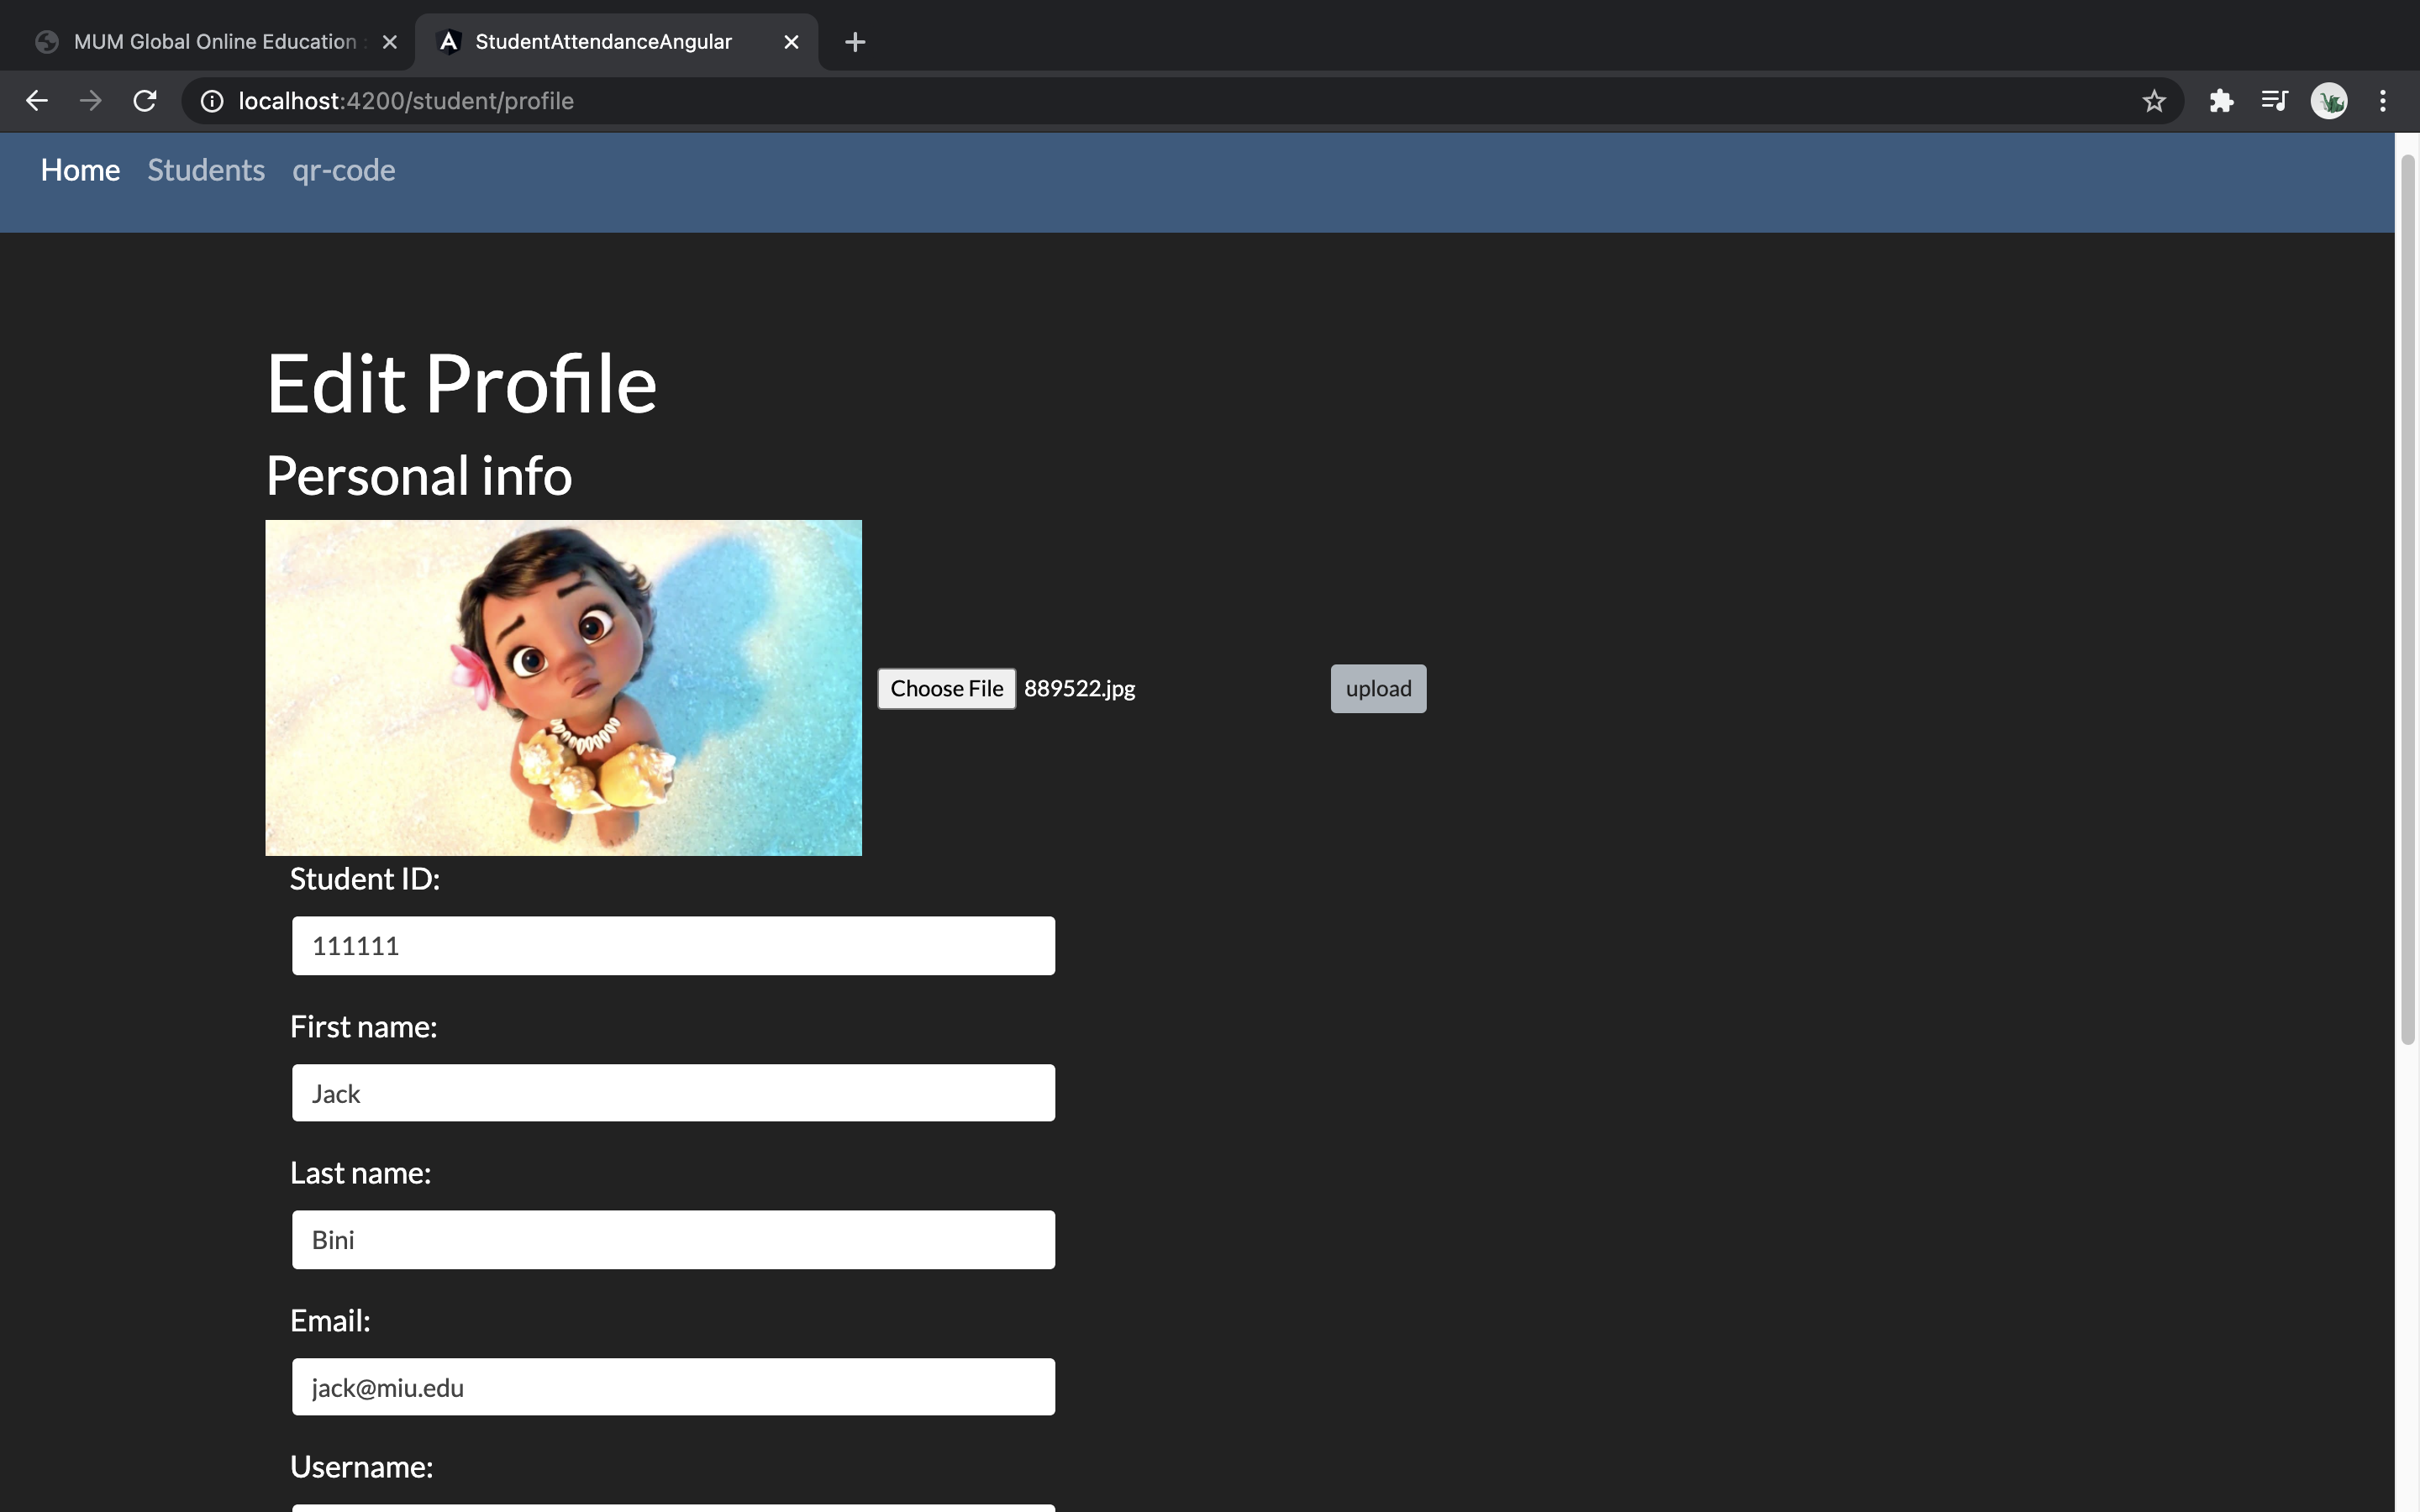 MUM Global Online Education
StudentAttendanceAngular
localhost:4200/student/profile
Home Students qr-code
Edit Profile
Personal info
Choose File 889522.jpg upload
Student ID:
111111
First name:
Jack
Last name:
Bini
Email:
jack@miu.edu
Username: